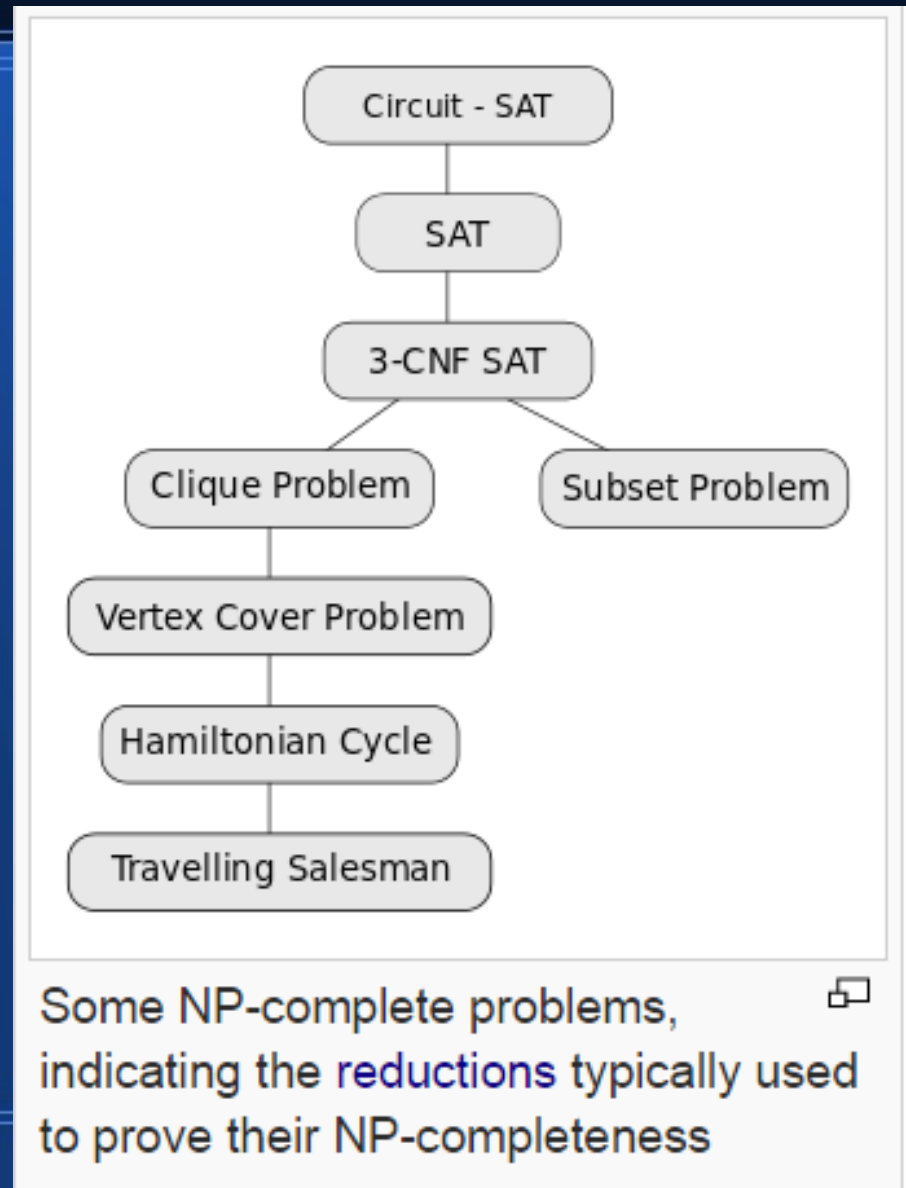 Circuit - SAT
SAT
3-CNF SAT
Clique Problem
Subset Problem
Vertex Cover Problem
Hamiltonian Cycle
Travelling Salesman
Some NP-complete problems,
indicating the reductions typically used
to prove their NP-completeness